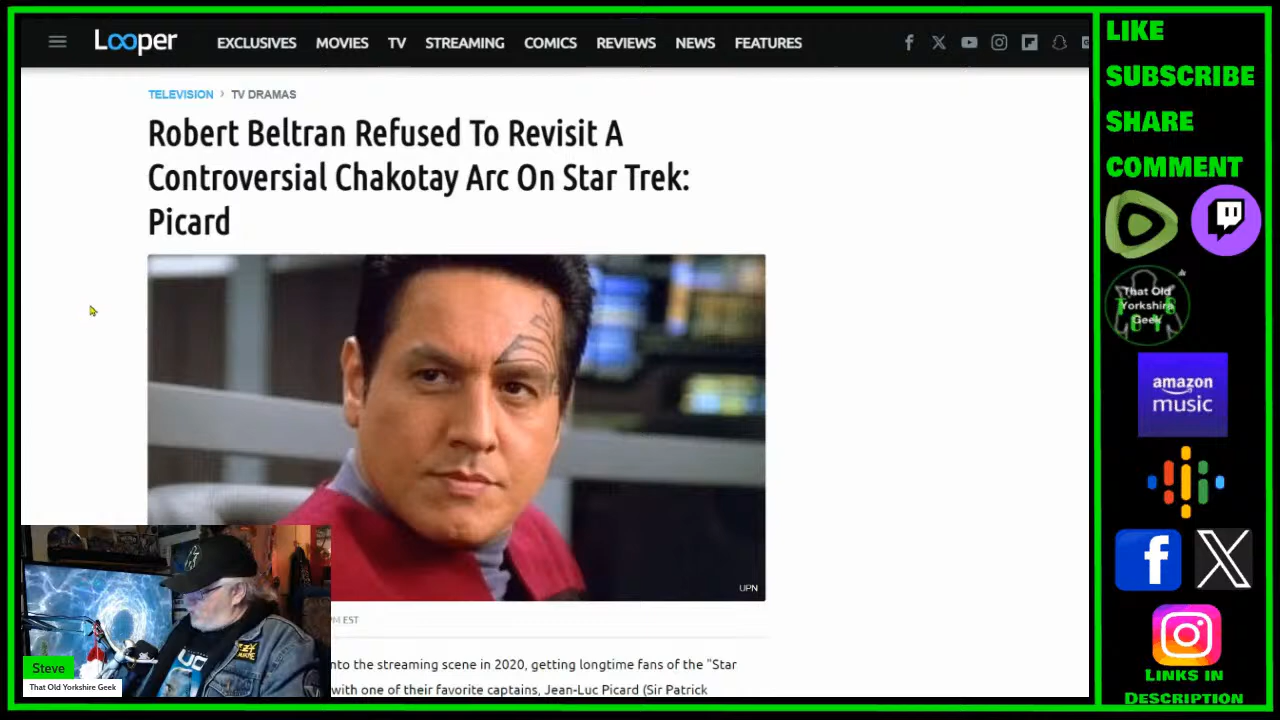 Looper
EXCLUSIVES MOVIES TV STREAMING COMICS REVIEWS NEWS FEATURES
TELEVISION › TV DRAMAS
Robert Beltran Refused To Revisit A
Controversial Chakotay Arc On Star Trek:
Picard
UPN
PM EST
nto the streaming scene in 2020, getting longtime fans of the "Star
with one of their favorite captains, Jean-Luc Picard (Sir Patrick
Steve
That Old Yorkshire Geek
LIKE
SUBSCRIBE
SHARE
COMMENT
That Old
Yorkshire
Geek
amazon
music
LINKS IN
DESCRIPTION